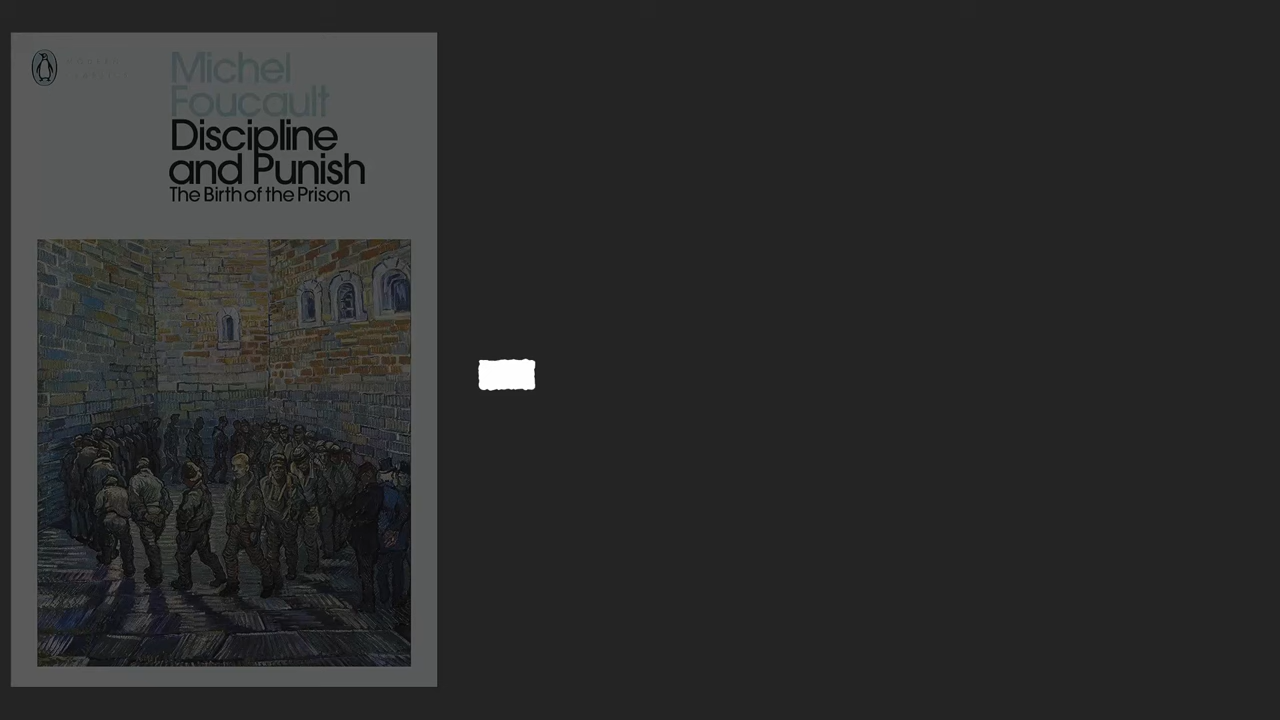 Michel
Foucault
Discipline
and Punish
The Birth of the Prison